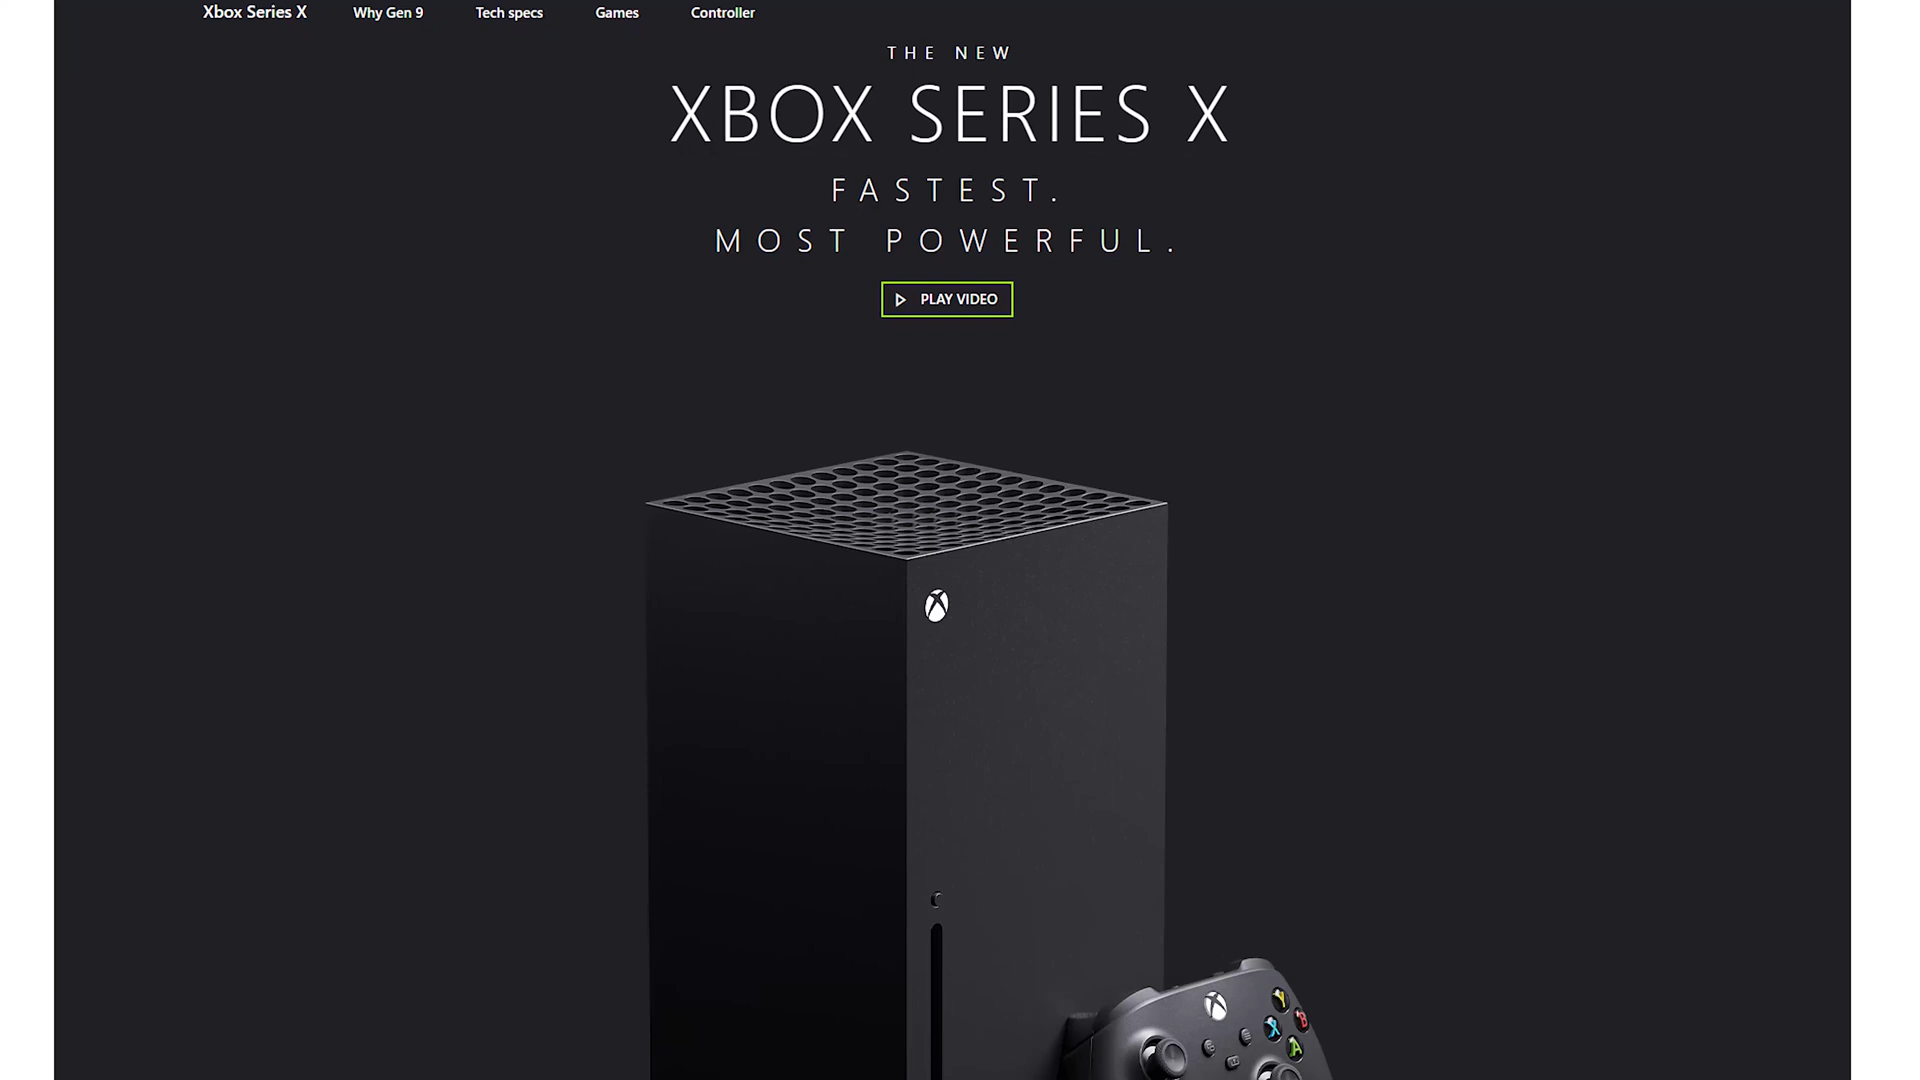 Xbox Series X Why Gen 9 Tech specs Games Controller
THE NEW
XBOX SERIES X
FASTEST.
MOST POWERFUL.
PLAY VIDEO
Y
B
X
A